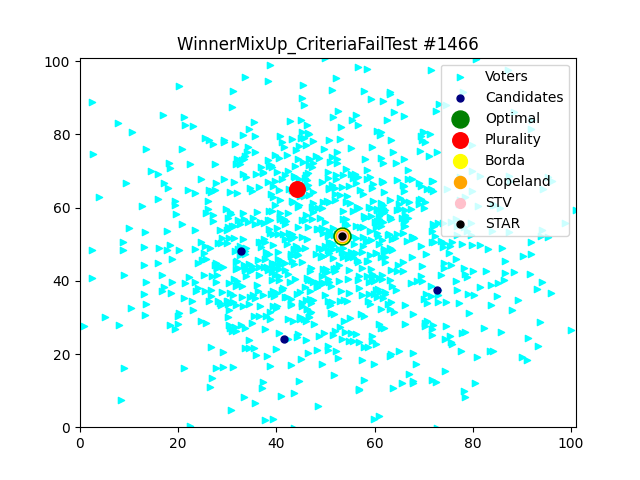 WinnerMixUp_CriteriaFailTest #1466
100
80
60
40
20
0
0
20
40
60
80
100
Voters
Candidates
Optimal
Plurality
Borda
Copeland
STV
STAR